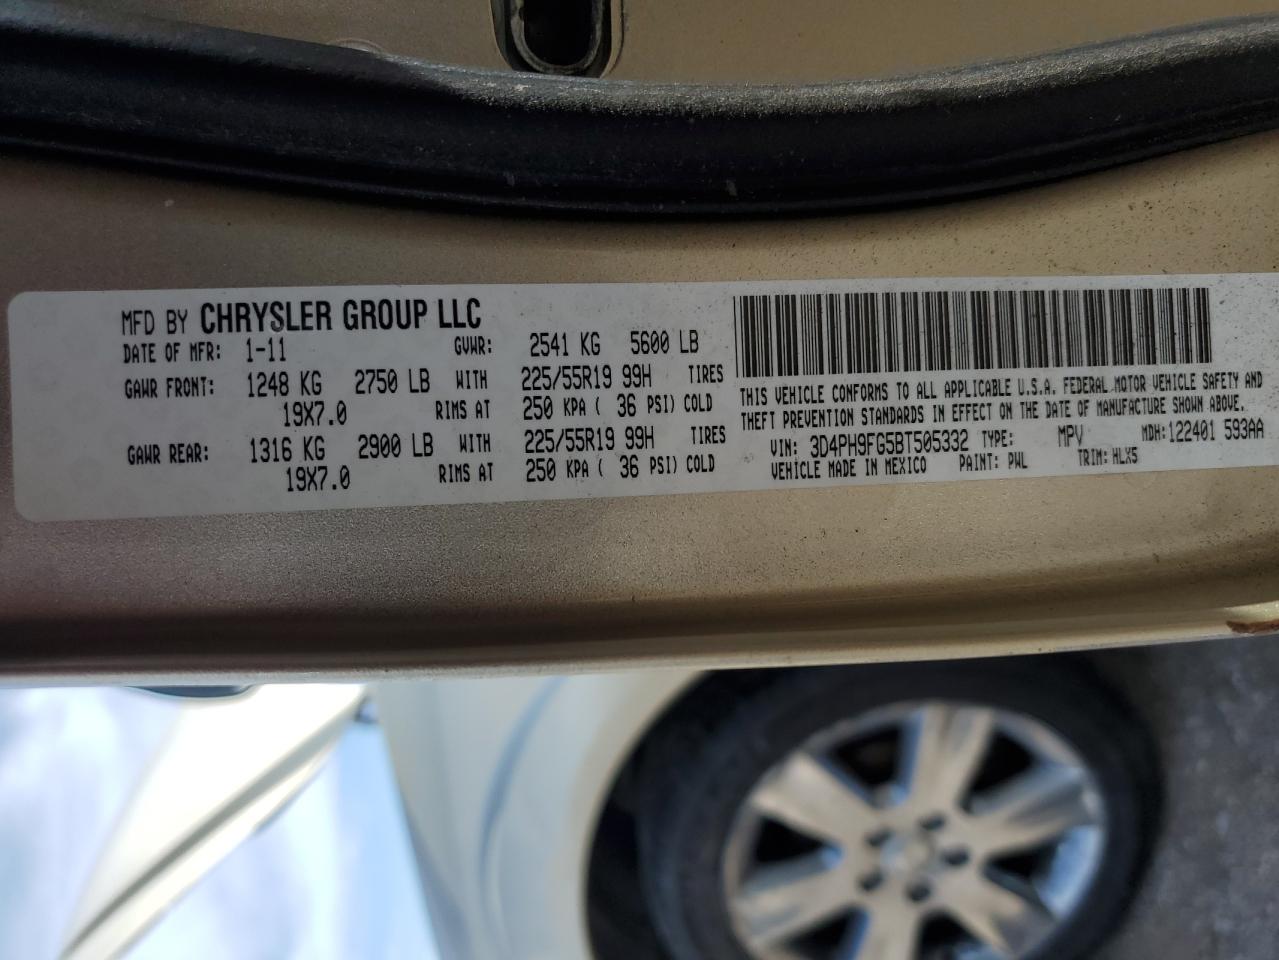 MFD BY CHRYSLER GROUP LLC
DATE OF MFR: 1-11 GVWR: 2541 KG 5600 LB
GAWR FRONT: 1248 KG 2750 LB WITH 225/55R19 99H TIRES
19X7.0 RIMS AT 250 KPA ( 36 PSI) COLD
GAWR REAR: 1316 KG 2900 LB WITH 225/55R19 99H TIRES
19X7.0 RIMS AT 250 KPA ( 36 PSI) COLD
THIS VEHICLE CONFORMS TO ALL APPLICABLE U.S.A. FEDERAL MOTOR VEHICLE SAFETY AND
THEFT PREVENTION STANDARDS IN EFFECT ON THE DATE OF MANUFACTURE SHOWN ABOVE.
VIN: 3D4PH9FG5BT505332 TYPE: MPV MDH: 122401 593AA
VEHICLE MADE IN MEXICO PAINT: PWL TRIM: HLX5